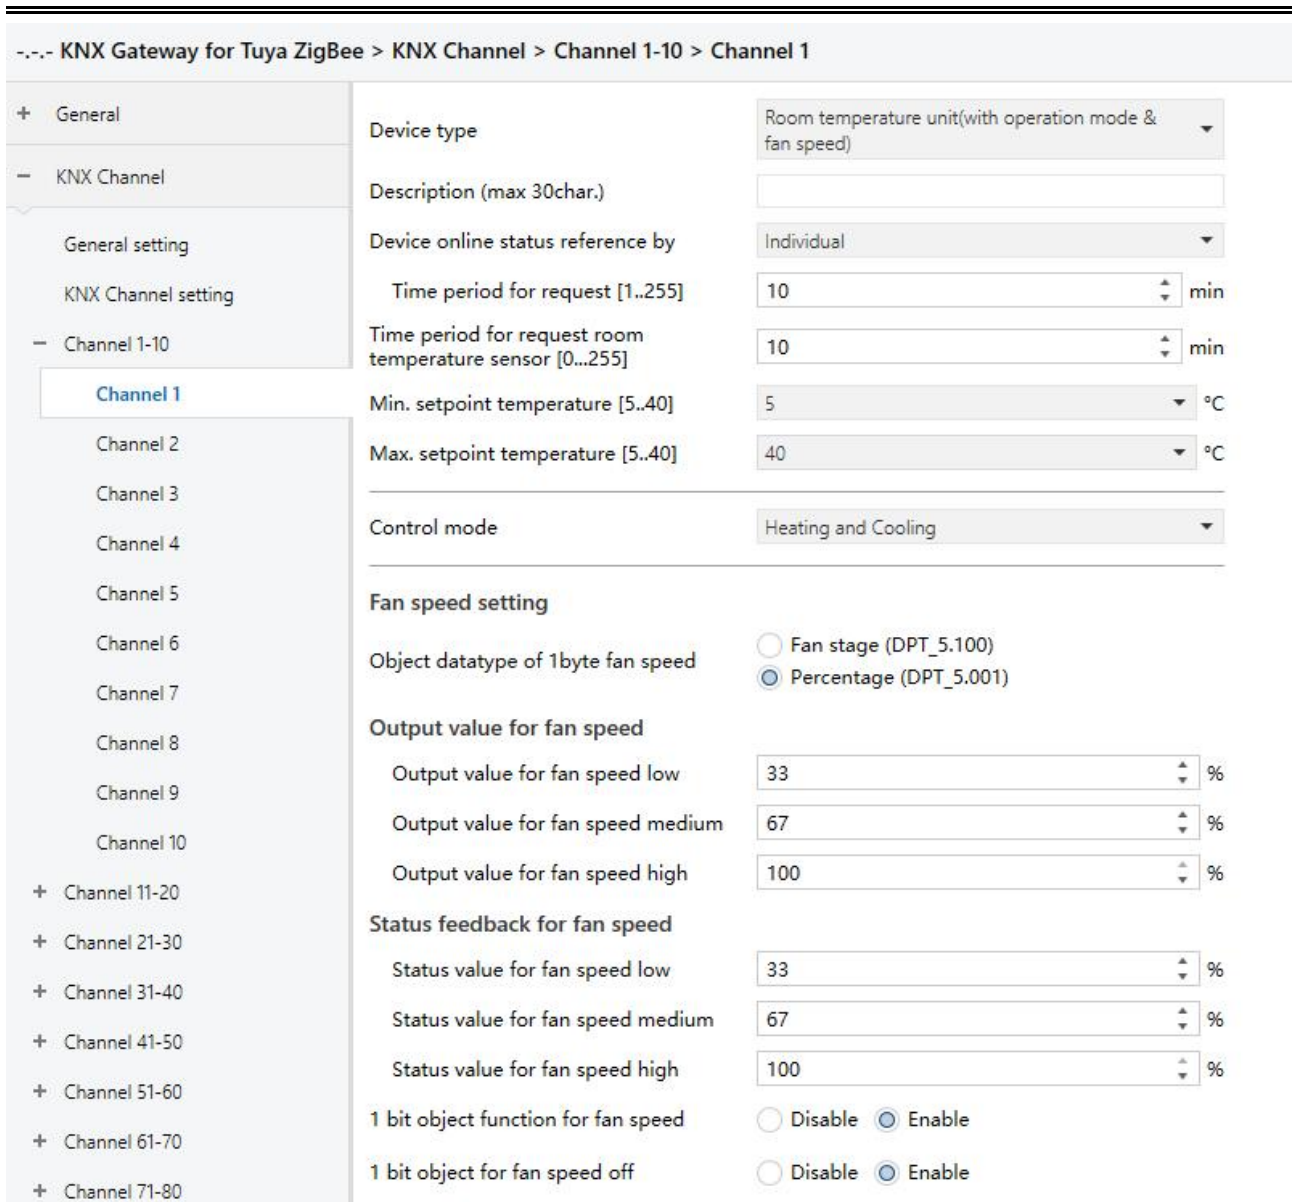 -.-.- KNX Gateway for Tuya ZigBee > KNX Channel > Channel 1-10 > Channel 1
+ General
− KNX Channel
General setting
KNX Channel setting
− Channel 1-10
Channel 1
Channel 2
Channel 3
Channel 4
Channel 5
Channel 6
Channel 7
Channel 8
Channel 9
Channel 10
+ Channel 11-20
+ Channel 21-30
+ Channel 31-40
+ Channel 41-50
+ Channel 51-60
+ Channel 61-70
+ Channel 71-80
Device type
Room temperature unit(with operation mode &
fan speed)
Description (max 30char.)
Device online status reference by Individual
Time period for request [1..255] 10 min
Time period for request room
temperature sensor [0...255] 10 min
Min. setpoint temperature [5..40] 5 °C
Max. setpoint temperature [5..40] 40 °C
Control mode Heating and Cooling
Fan speed setting
Object datatype of 1byte fan speed
Fan stage (DPT_5.100)
Percentage (DPT_5.001)
Output value for fan speed
Output value for fan speed low 33 %
Output value for fan speed medium 67 %
Output value for fan speed high 100 %
Status feedback for fan speed
Status value for fan speed low 33 %
Status value for fan speed medium 67 %
Status value for fan speed high 100 %
1 bit object function for fan speed Disable Enable
1 bit object for fan speed off Disable Enable